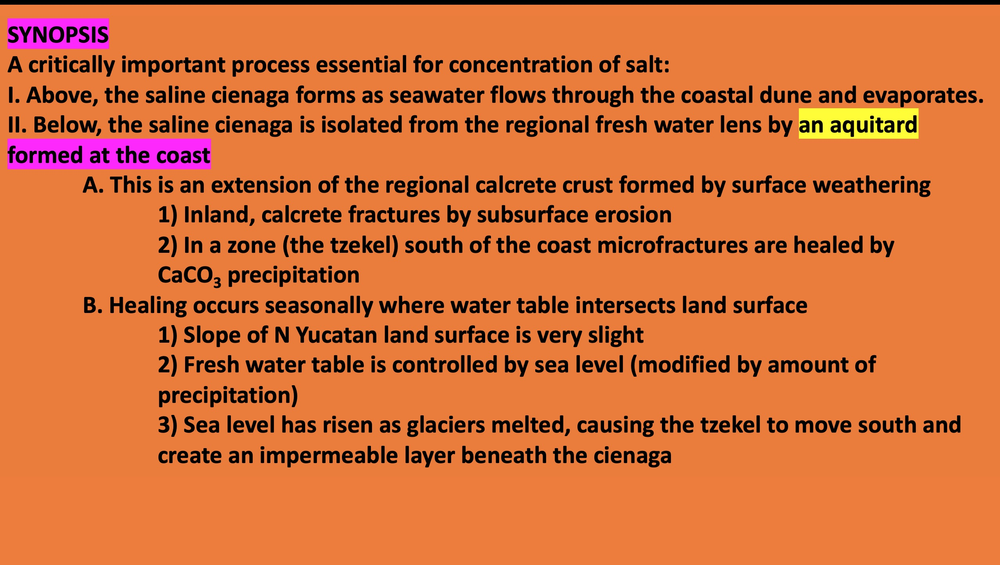 SYNOPSIS
A critically important process essential for concentration of salt:
I. Above, the saline cienaga forms as seawater flows through the coastal dune and evaporates.
II. Below, the saline cienaga is isolated from the regional fresh water lens by an aquitard
formed at the coast
A. This is an extension of the regional calcrete crust formed by surface weathering
1) Inland, calcrete fractures by subsurface erosion
2) In a zone (the tzekel) south of the coast microfractures are healed by
CaCO₃ precipitation
B. Healing occurs seasonally where water table intersects land surface
1) Slope of N Yucatan land surface is very slight
2) Fresh water table is controlled by sea level (modified by amount of
precipitation)
3) Sea level has risen as glaciers melted, causing the tzekel to move south and
create an impermeable layer beneath the cienaga